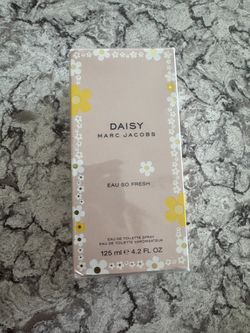 DAISY
MARC JACOBS
EAU SO FRESH
EAU DE TOILETTE SPRAY
EAU DE TOILETTE VAPORISATEUR
125 ml ℮ 4.2 FL OZ